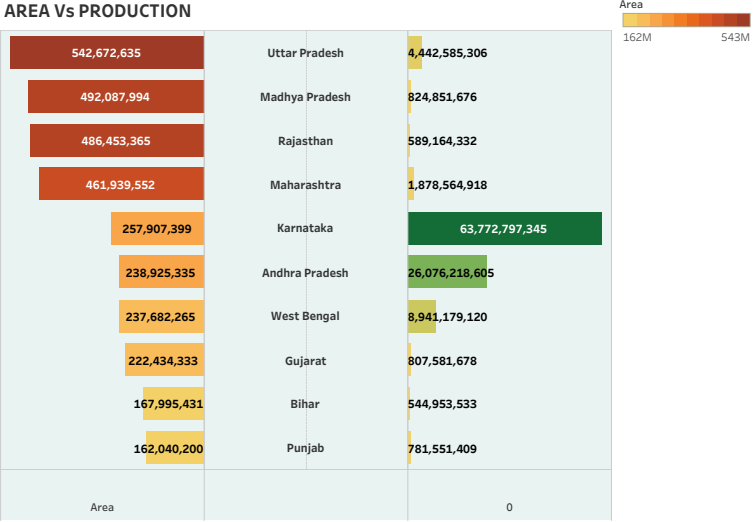 AREA Vs PRODUCTION
Area
162M 543M
542,672,635 Uttar Pradesh 4,442,585,306
492,087,994 Madhya Pradesh 824,851,676
486,453,365 Rajasthan 589,164,332
461,939,552 Maharashtra 1,878,564,918
257,907,399 Karnataka 63,772,797,345
238,925,335 Andhra Pradesh 26,076,218,605
237,682,265 West Bengal 8,941,179,120
222,434,333 Gujarat 807,581,678
167,995,431 Bihar 544,953,533
162,040,200 Punjab 781,551,409
Area 0